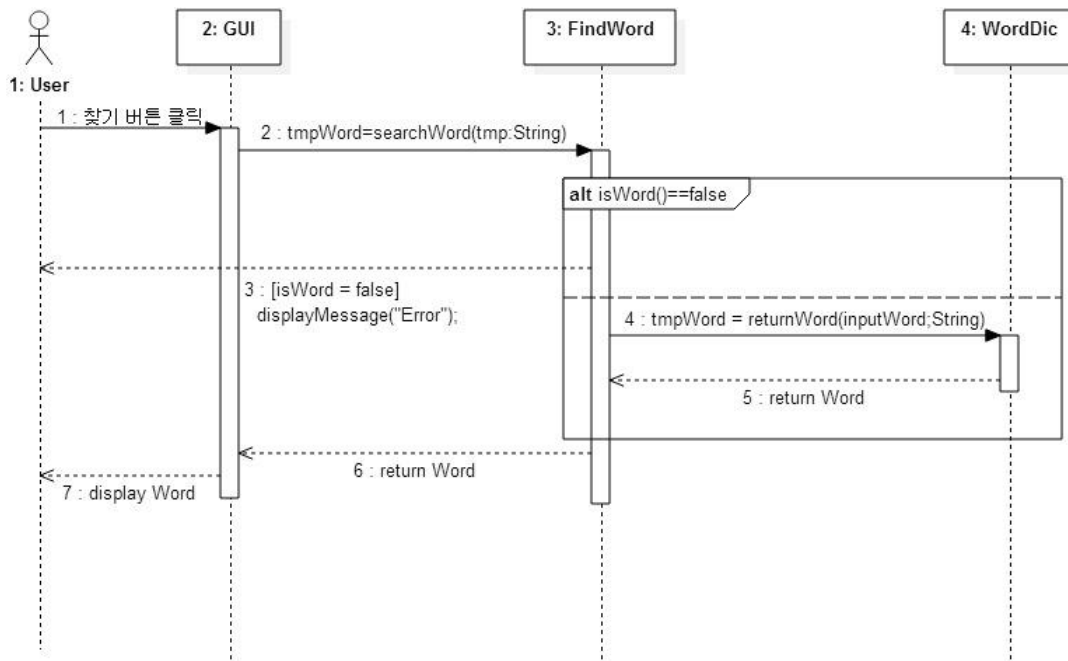 2: GUI
3: FindWord
4: WordDic
1: User
1 : 찾기 버튼 클릭
2 : tmpWord=searchWord(tmp:String)
alt isWord()==false
3 : [isWord = false]
displayMessage("Error");
4 : tmpWord = returnWord(inputWord;String)
5 : return Word
6 : return Word
7 : display Word